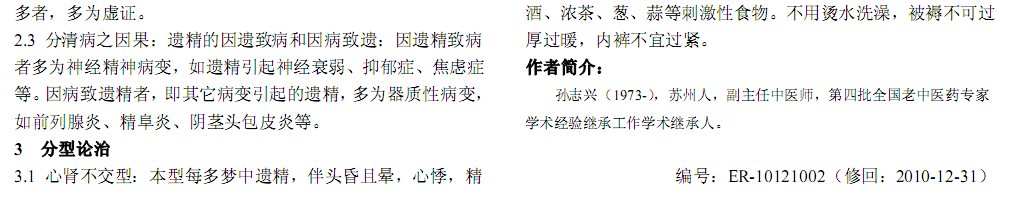 多者，多为虚证。
2.3 分清病之因果：遗精的因遗致病和因病致遗：因遗精致病
者多为神经精神病变，如遗精引起神经衰弱、抑郁症、焦虑症
等。因病致遗精者，即其它病变引起的遗精，多为器质性病变，
如前列腺炎、精阜炎、阴茎头包皮炎等。
3 分型论治
3.1 心肾不交型：本型每多梦中遗精，伴头昏且晕，心悸，精
酒、浓茶、葱、蒜等刺激性食物。不用烫水洗澡，被褥不可过
厚过暖，内裤不宜过紧。
作者简介：
孙志兴（1973-），苏州人，副主任中医师，第四批全国老中医药专家
学术经验继承工作学术继承人。
编号：ER-10121002（修回：2010-12-31）